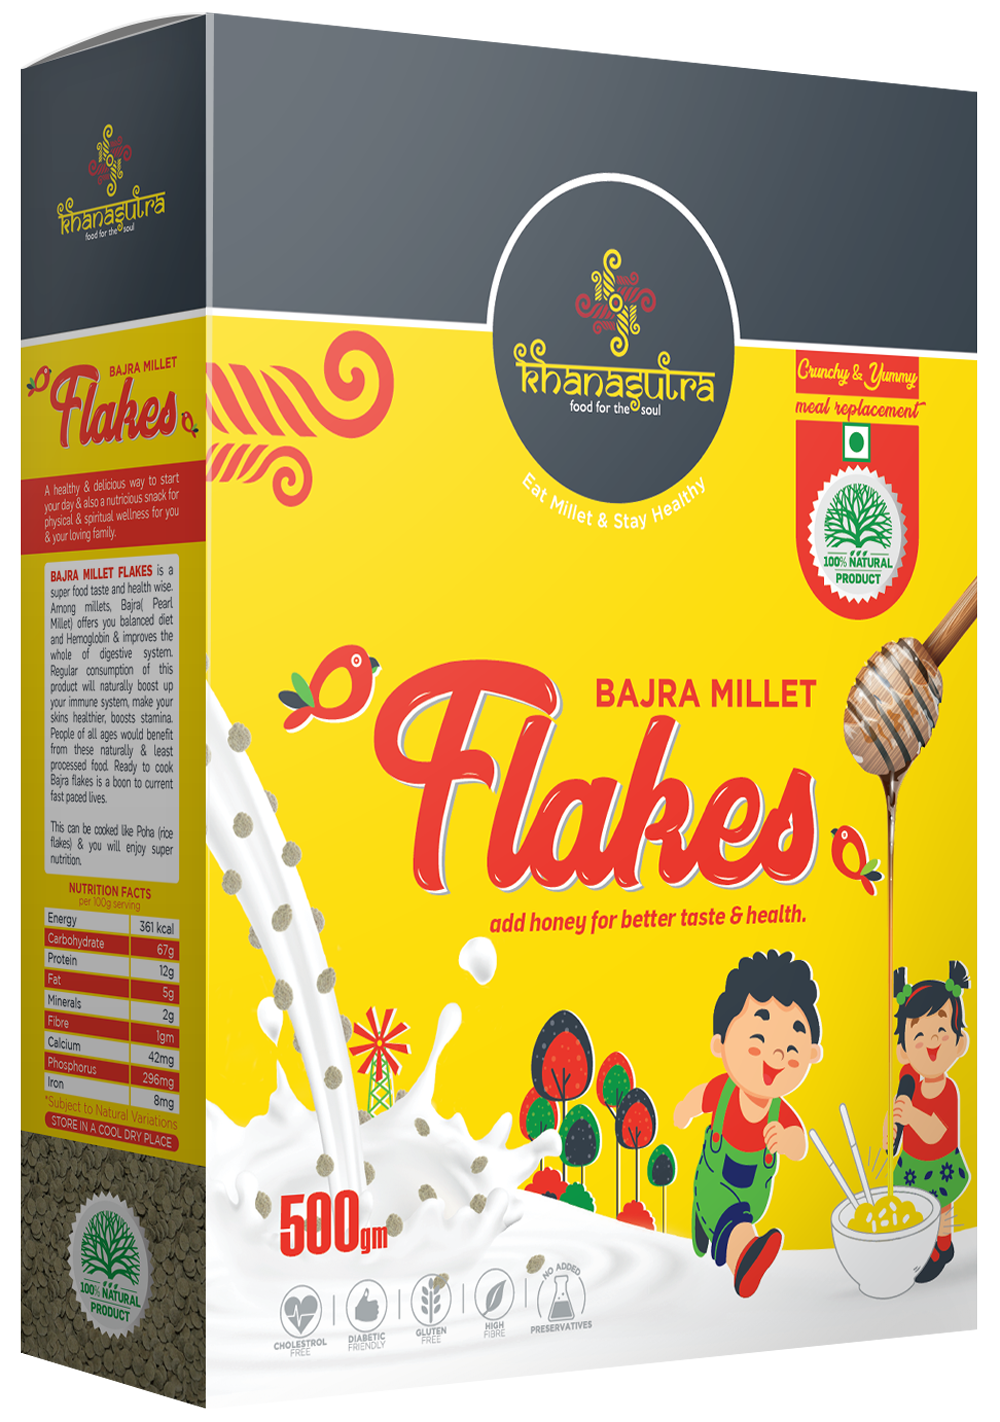 khanasutra
food for the soul
BAJRA MILLET
Flakes
A healthy & delicious way to start
your day & also a nutricious snack for
physical & spiritual wellness for you
& your loving family.
BAJRA MILLET FLAKES is a
super food taste and health wise.
Among millets, Bajra( Pearl
Millet) offers you balanced diet
and Hemoglobin & improves the
whole of digestive system.
Regular consumption of this
product will naturally boost up
your immune system, make your
skins healthier, boosts stamina.
People of all ages would benefit
from these naturally & least
processed food. Ready to cook
Bajra flakes is a boon to current
fast paced lives.
This can be cooked like Poha (rice
flakes) & you will enjoy super
nutrition.
NUTRITION FACTS
per 100g serving
Energy 361 kcal
Carbohydrate 67g
Protein 12g
Fat 5g
Minerals 2g
Fibre 1gm
Calcium 42mg
Phosphorus 296mg
Iron 8mg
*Subject to Natural Variations
STORE IN A COOL DRY PLACE
100% NATURAL
PRODUCT
khanasutra
food for the soul
Eat Millet & Stay Healthy
Crunchy & Yummy
meal replacement
100% NATURAL
PRODUCT
BAJRA MILLET
Flakes
add honey for better taste & health.
500gm
CHOLESTROL
FREE
DIABETIC
FRIENDLY
GLUTEN
FREE
HIGH
FIBRE
NO ADDED
PRESERVATIVES